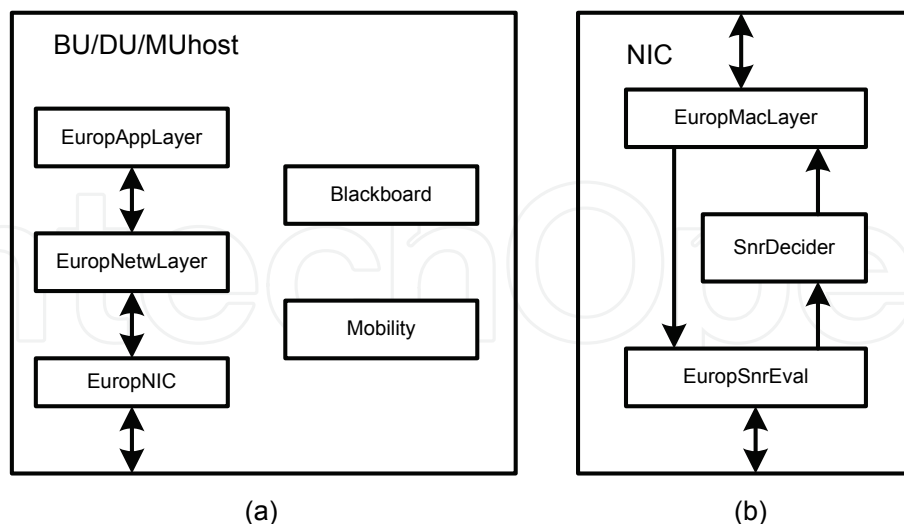 BU/DU/MUhost
EuropAppLayer
Blackboard
EuropNetwLayer
Mobility
EuropNIC
(a)
NIC
EuropMacLayer
SnrDecider
EuropSnrEval
(b)